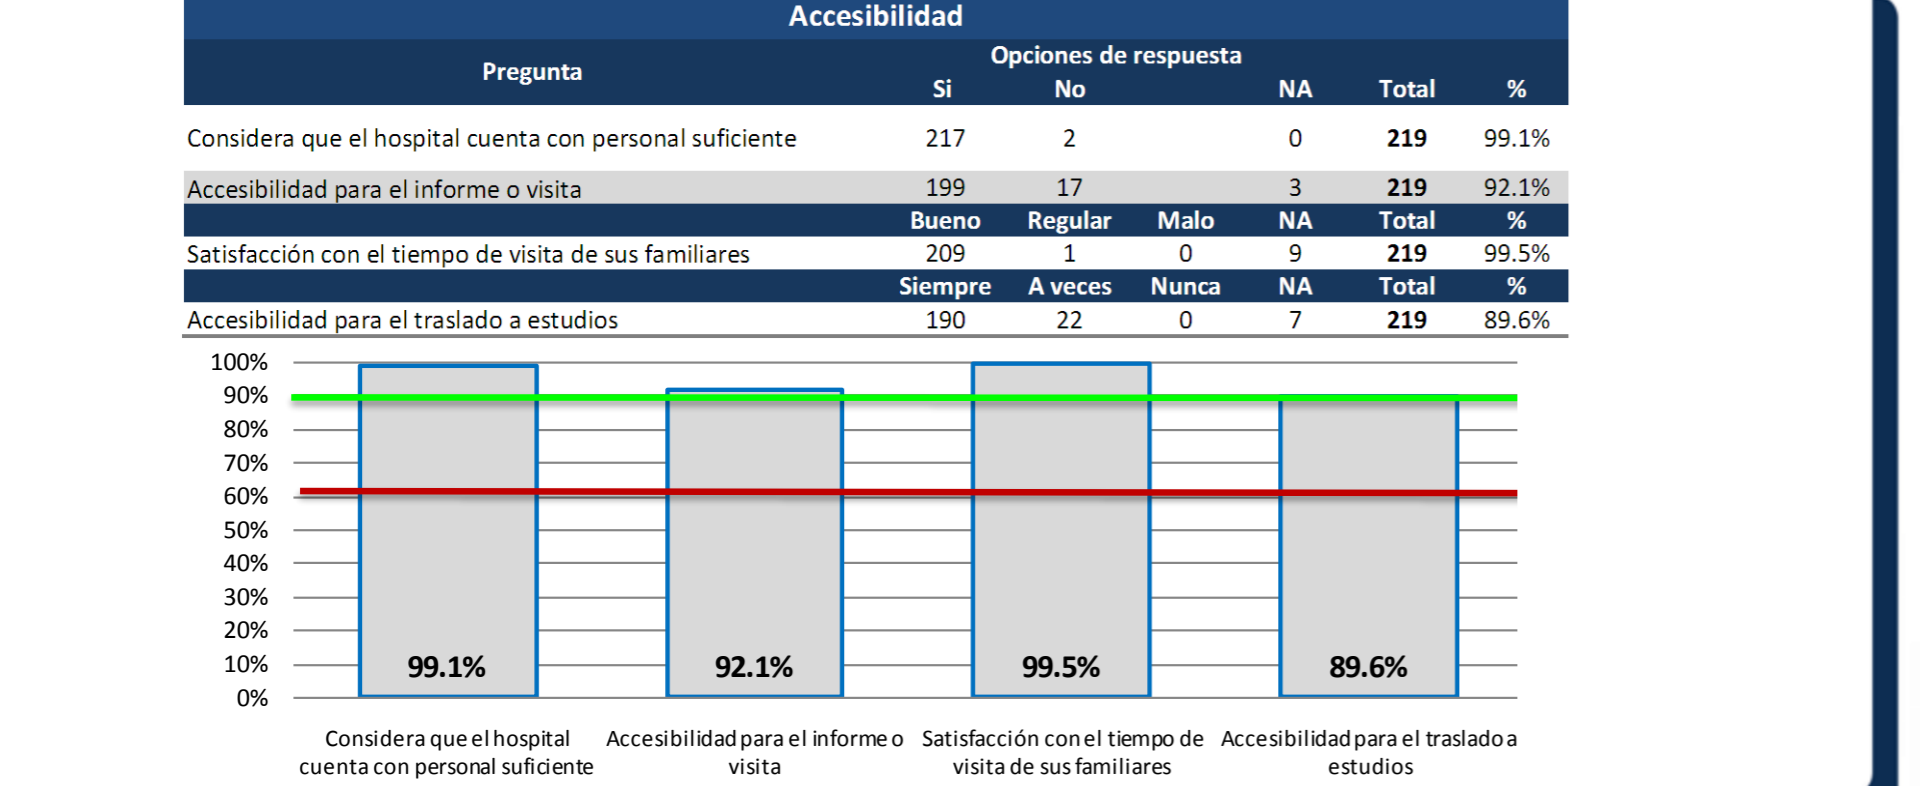 Accesibilidad
Pregunta
Opciones de respuesta
Si No NA Total %
Considera que el hospital cuenta con personal suficiente 217 2 0 219 99.1%
Accesibilidad para el informe o visita 199 17 3 219 92.1%
Bueno Regular Malo NA Total %
Satisfacción con el tiempo de visita de sus familiares 209 1 0 9 219 99.5%
Siempre A veces Nunca NA Total %
Accesibilidad para el traslado a estudios 190 22 0 7 219 89.6%
100%
90%
80%
70%
60%
50%
40%
30%
20%
10%
0%
99.1% 92.1% 99.5% 89.6%
Considera que el hospital cuenta con personal suficiente
Accesibilidad para el informe o visita
Satisfacción con el tiempo de visita de sus familiares
Accesibilidad para el traslado a estudios